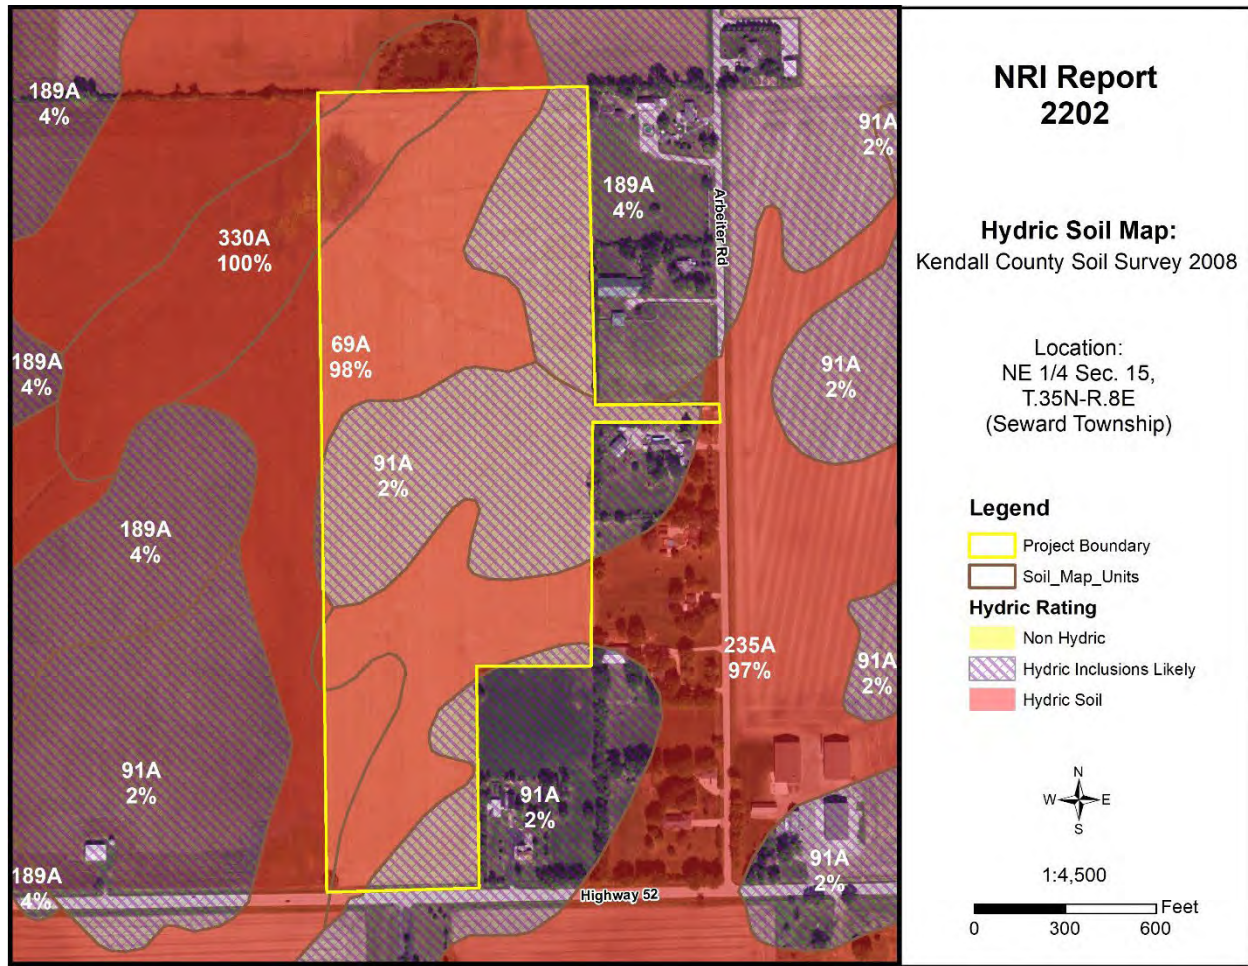 189A
4%
91A
2%
189A
4%
Arbeiter Rd
330A
100%
69A
98%
189A
4%
91A
2%
91A
2%
189A
4%
235A
97%
91A
2%
91A
2%
91A
2%
91A
2%
189A
4%
Highway 52
NRI Report
2202
Hydric Soil Map:
Kendall County Soil Survey 2008
Location:
NE 1/4 Sec. 15,
T.35N-R.8E
(Seward Township)
Legend
Project Boundary
Soil_Map_Units
Hydric Rating
Non Hydric
Hydric Inclusions Likely
Hydric Soil
N
W E
S
1:4,500
Feet
0 300 600